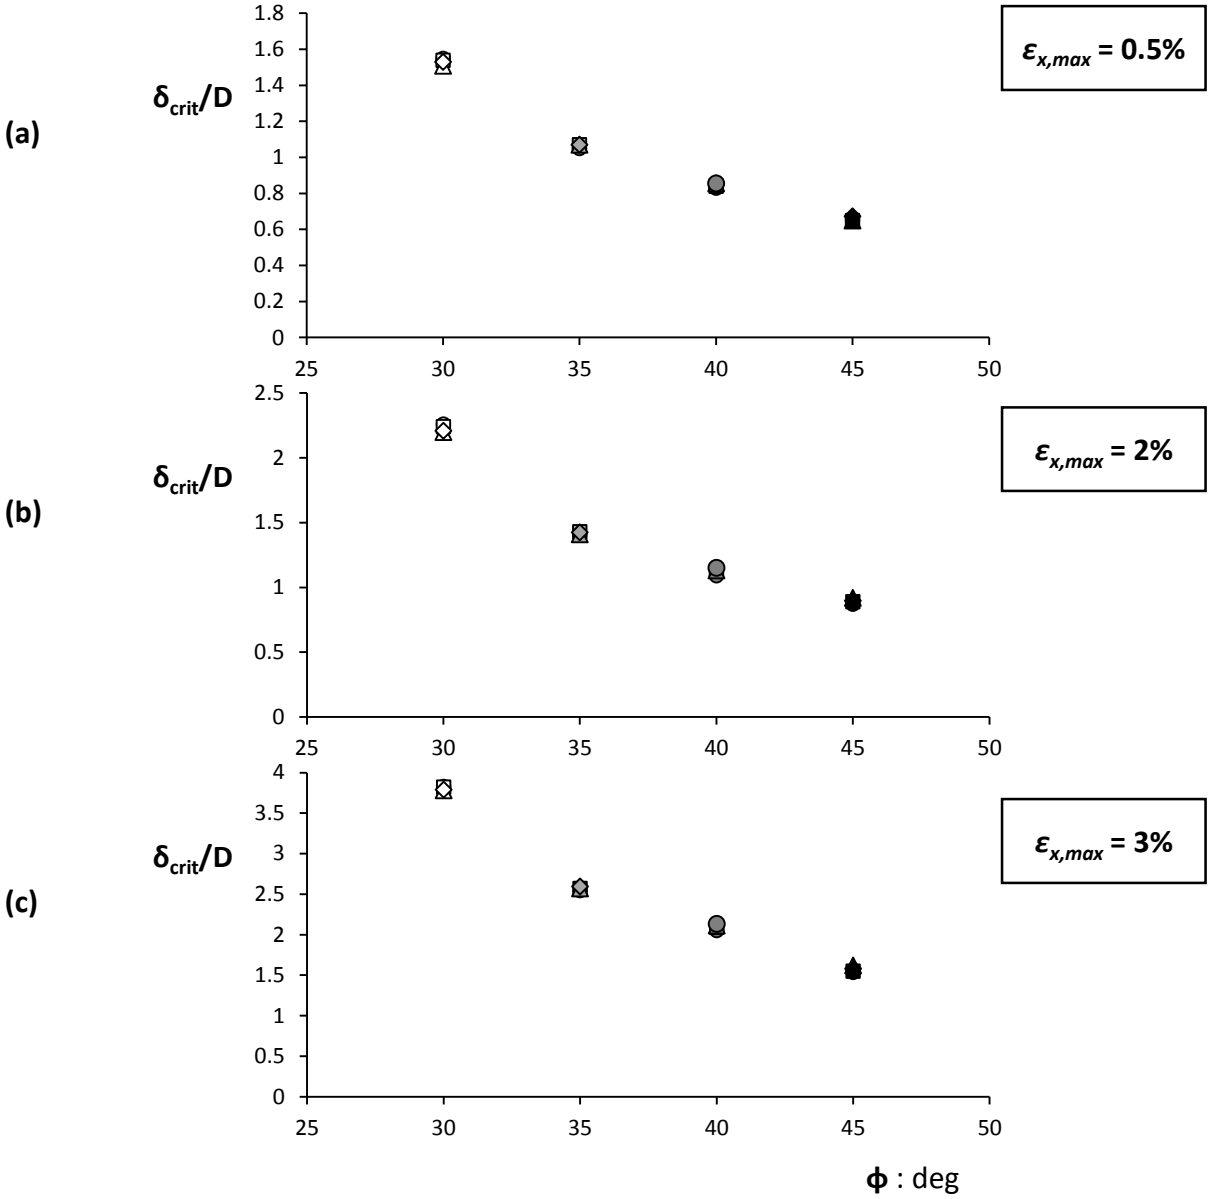 (a)
δcrit/D
εx,max = 0.5%
1.8
1.6
1.4
1.2
1
0.8
0.6
0.4
0.2
0
25 30 35 40 45 50
(b)
δcrit/D
εx,max = 2%
2.5
2
1.5
1
0.5
0
25 30 35 40 45 50
(c)
δcrit/D
εx,max = 3%
4
3.5
3
2.5
2
1.5
1
0.5
0
25 30 35 40 45 50
ϕ : deg